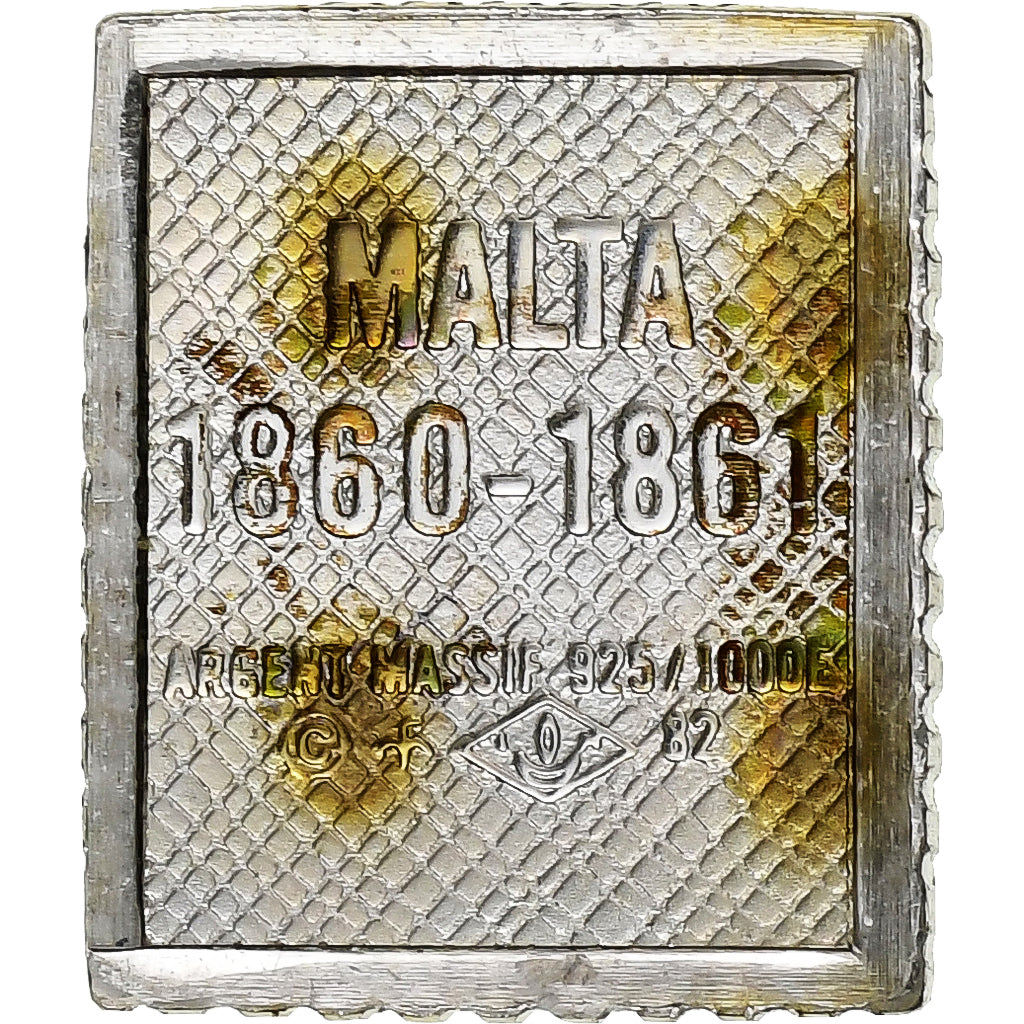 MALTA
1860-1861
ARGENT MASSIF 925/1000E
© 82